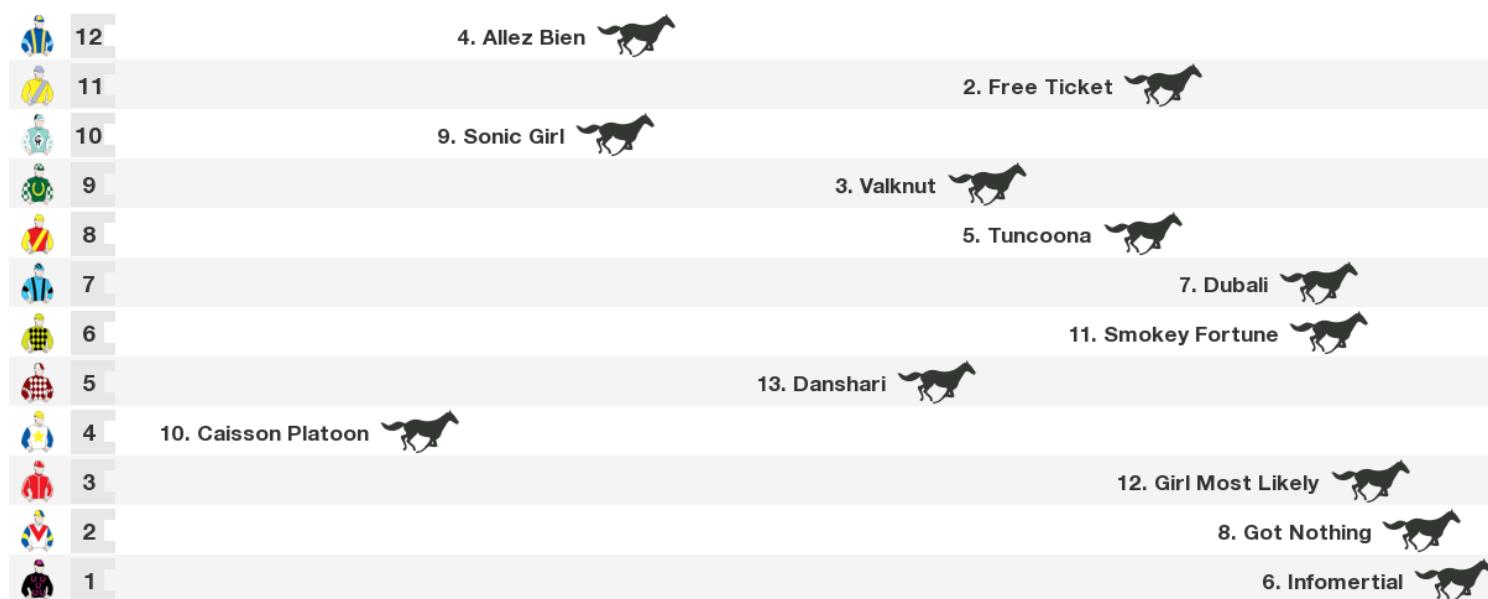 12 4. Allez Bien
11 2. Free Ticket
10 9. Sonic Girl
9 3. Valknut
8 5. Tuncoona
7 7. Dubali
6 11. Smokey Fortune
5 13. Danshari
4 10. Caisson Platoon
3 12. Girl Most Likely
2 8. Got Nothing
1 6. Infomertial